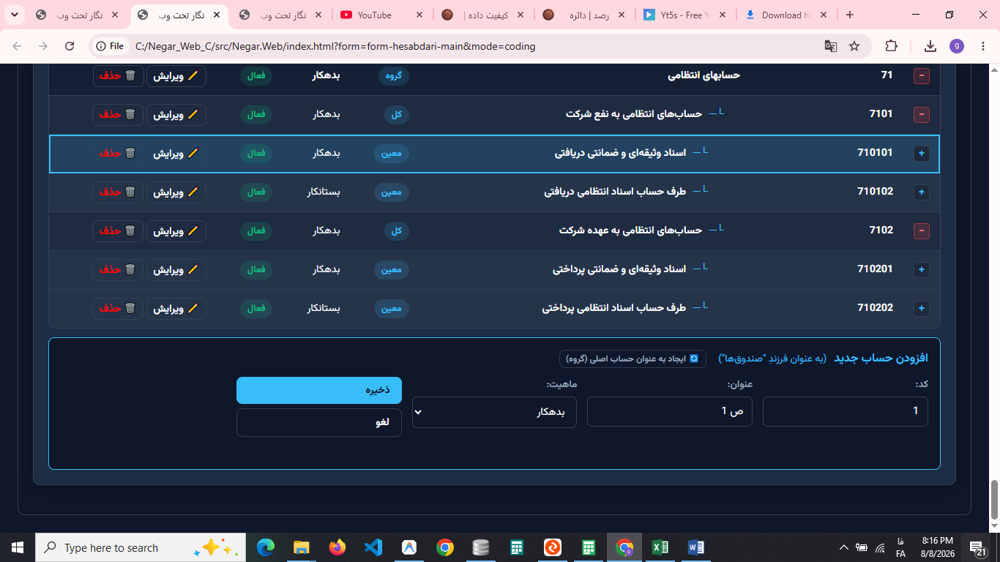 نگار تحت وب
نگار تحت وب
نگار تحت وب
YouTube
کیفیت داده |
رصد | دائره
Yt5s - Free Y
Download hi
File
C:/Negar_Web_C/src/Negar.Web/index.html?form=form-hesabdari-main&mode=coding
g
− 71 حسابهای انتظامی گروه بدهکار فعال ویرایش حذف
− 7101 حساب‌های انتظامی به نفع شرکت کل بدهکار فعال ویرایش حذف
+ 710101 اسناد وثیقه‌ای و ضمانتی دریافتی معین بدهکار فعال ویرایش حذف
+ 710102 طرف حساب اسناد انتظامی دریافتی معین بستانکار فعال ویرایش حذف
− 7102 حساب‌های انتظامی به عهده شرکت کل بدهکار فعال ویرایش حذف
+ 710201 اسناد وثیقه‌ای و ضمانتی پرداختی معین بدهکار فعال ویرایش حذف
+ 710202 طرف حساب اسناد انتظامی پرداختی معین بستانکار فعال ویرایش حذف
افزودن حساب جدید (به عنوان فرزندِ "صندوق‌ها") ایجاد به عنوان حساب اصلی (گروه)
کد: عنوان: ماهیت:
1 ص 1 بدهکار
ذخیره
لغو
Type here to search
فا
FA
8:16 PM
8/8/2026
21